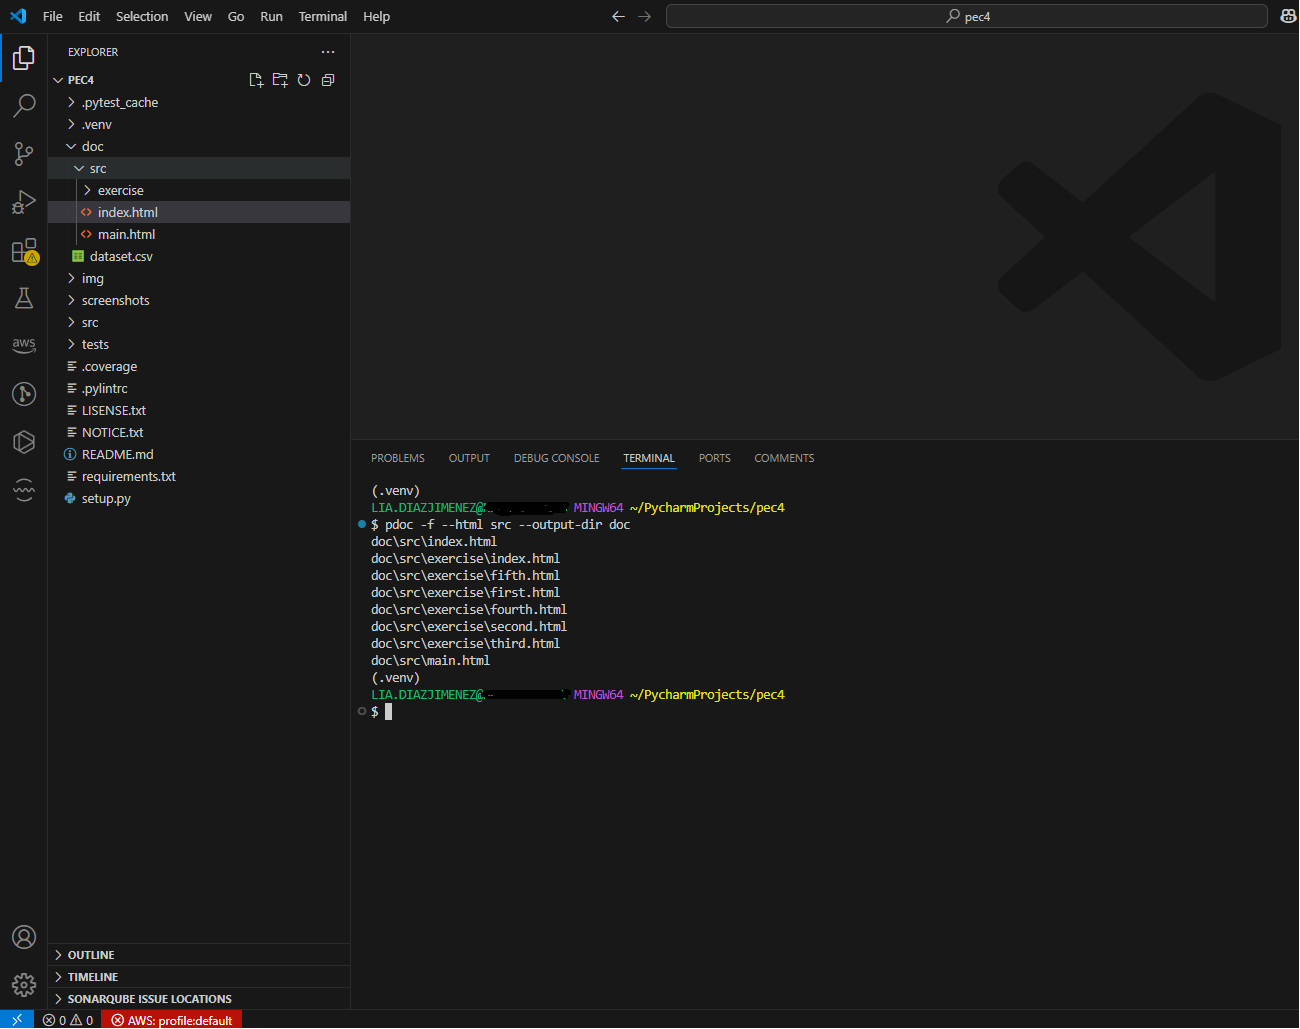 File Edit Selection View Go Run Terminal Help
pec4
EXPLORER
PEC4
.pytest_cache
.venv
doc
src
exercise
index.html
main.html
dataset.csv
img
screenshots
src
tests
.coverage
.pylintrc
LISENSE.txt
NOTICE.txt
README.md
requirements.txt
setup.py
aws
OUTLINE
TIMELINE
SONARQUBE ISSUE LOCATIONS
PROBLEMS OUTPUT DEBUG CONSOLE TERMINAL PORTS COMMENTS
(.venv)
LIA.DIAZJIMENEZ@ MINGW64 ~/PycharmProjects/pec4
$ pdoc -f --html src --output-dir doc
doc\src\index.html
doc\src\exercise\index.html
doc\src\exercise\fifth.html
doc\src\exercise\first.html
doc\src\exercise\fourth.html
doc\src\exercise\second.html
doc\src\exercise\third.html
doc\src\main.html
(.venv)
LIA.DIAZJIMENEZ@ MINGW64 ~/PycharmProjects/pec4
$
0 0 AWS: profile:default